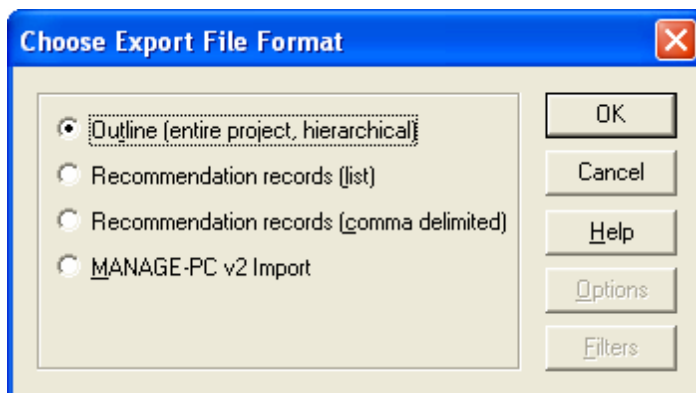 Choose Export File Format
Outline (entire project, hierarchical)
Recommendation records (list)
Recommendation records (comma delimited)
MANAGE-PC v2 Import
OK
Cancel
Help
Options
Filters